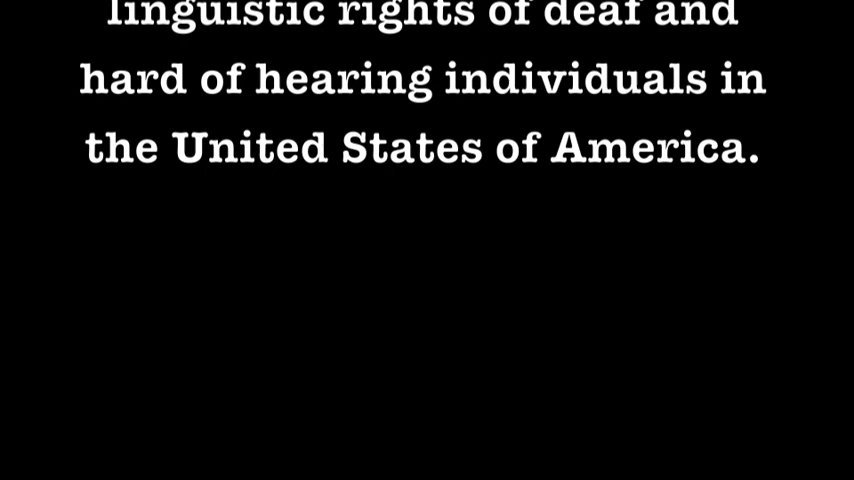 linguistic rights of deaf and
hard of hearing individuals in
the United States of America.